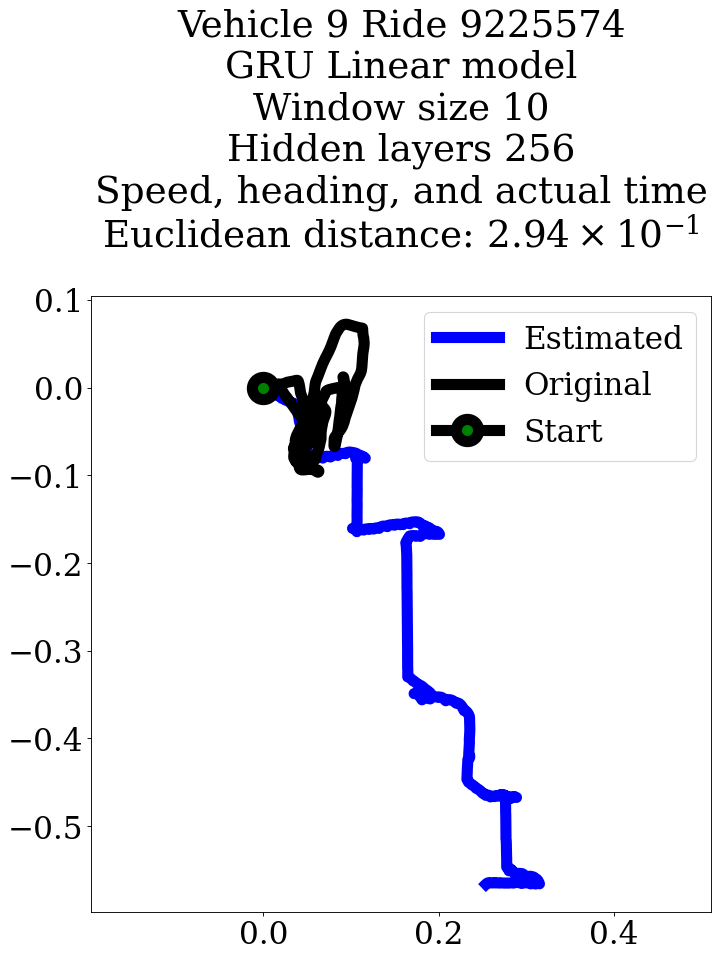 Vehicle 9 Ride 9225574
GRU Linear model
Window size 10
Hidden layers 256
Speed, heading, and actual time
Euclidean distance: 2.94 × 10⁻¹
Estimated
Original
Start
0.1
0.0
−0.1
−0.2
−0.3
−0.4
−0.5
0.0 0.2 0.4